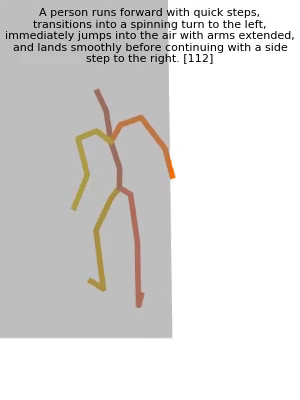 A person runs forward with quick steps,
transitions into a spinning turn to the left,
immediately jumps into the air with arms extended,
and lands smoothly before continuing with a side
step to the right. [112]